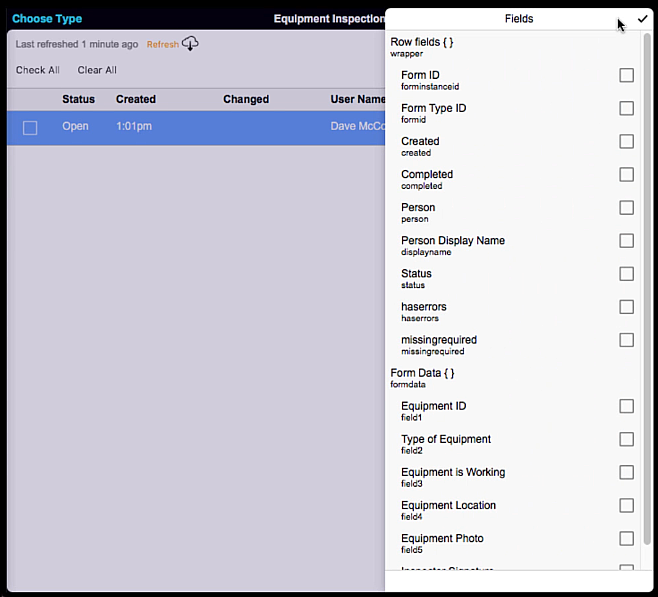 Choose Type
Equipment Inspection
Last refreshed 1 minute ago Refresh
Check All Clear All
Status Created Changed User Name
Open 1:01pm Dave McCo
Fields
Row fields { }
wrapper
Form ID
forminstanceid
Form Type ID
formid
Created
created
Completed
completed
Person
person
Person Display Name
displayname
Status
status
haserrors
haserrors
missingrequired
missingrequired
Form Data { }
formdata
Equipment ID
field1
Type of Equipment
field2
Equipment is Working
field3
Equipment Location
field4
Equipment Photo
field5
Inspector Signature